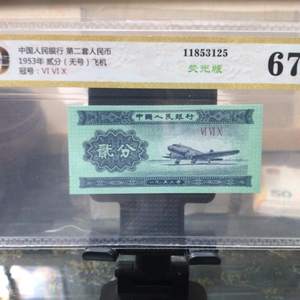 中国人民银行 第二套人民币
1953年 贰分（无号）飞机
冠号：VI VI X
11853125
荧光版
67
中国人民银行
VI VI X
贰分
一九五三年